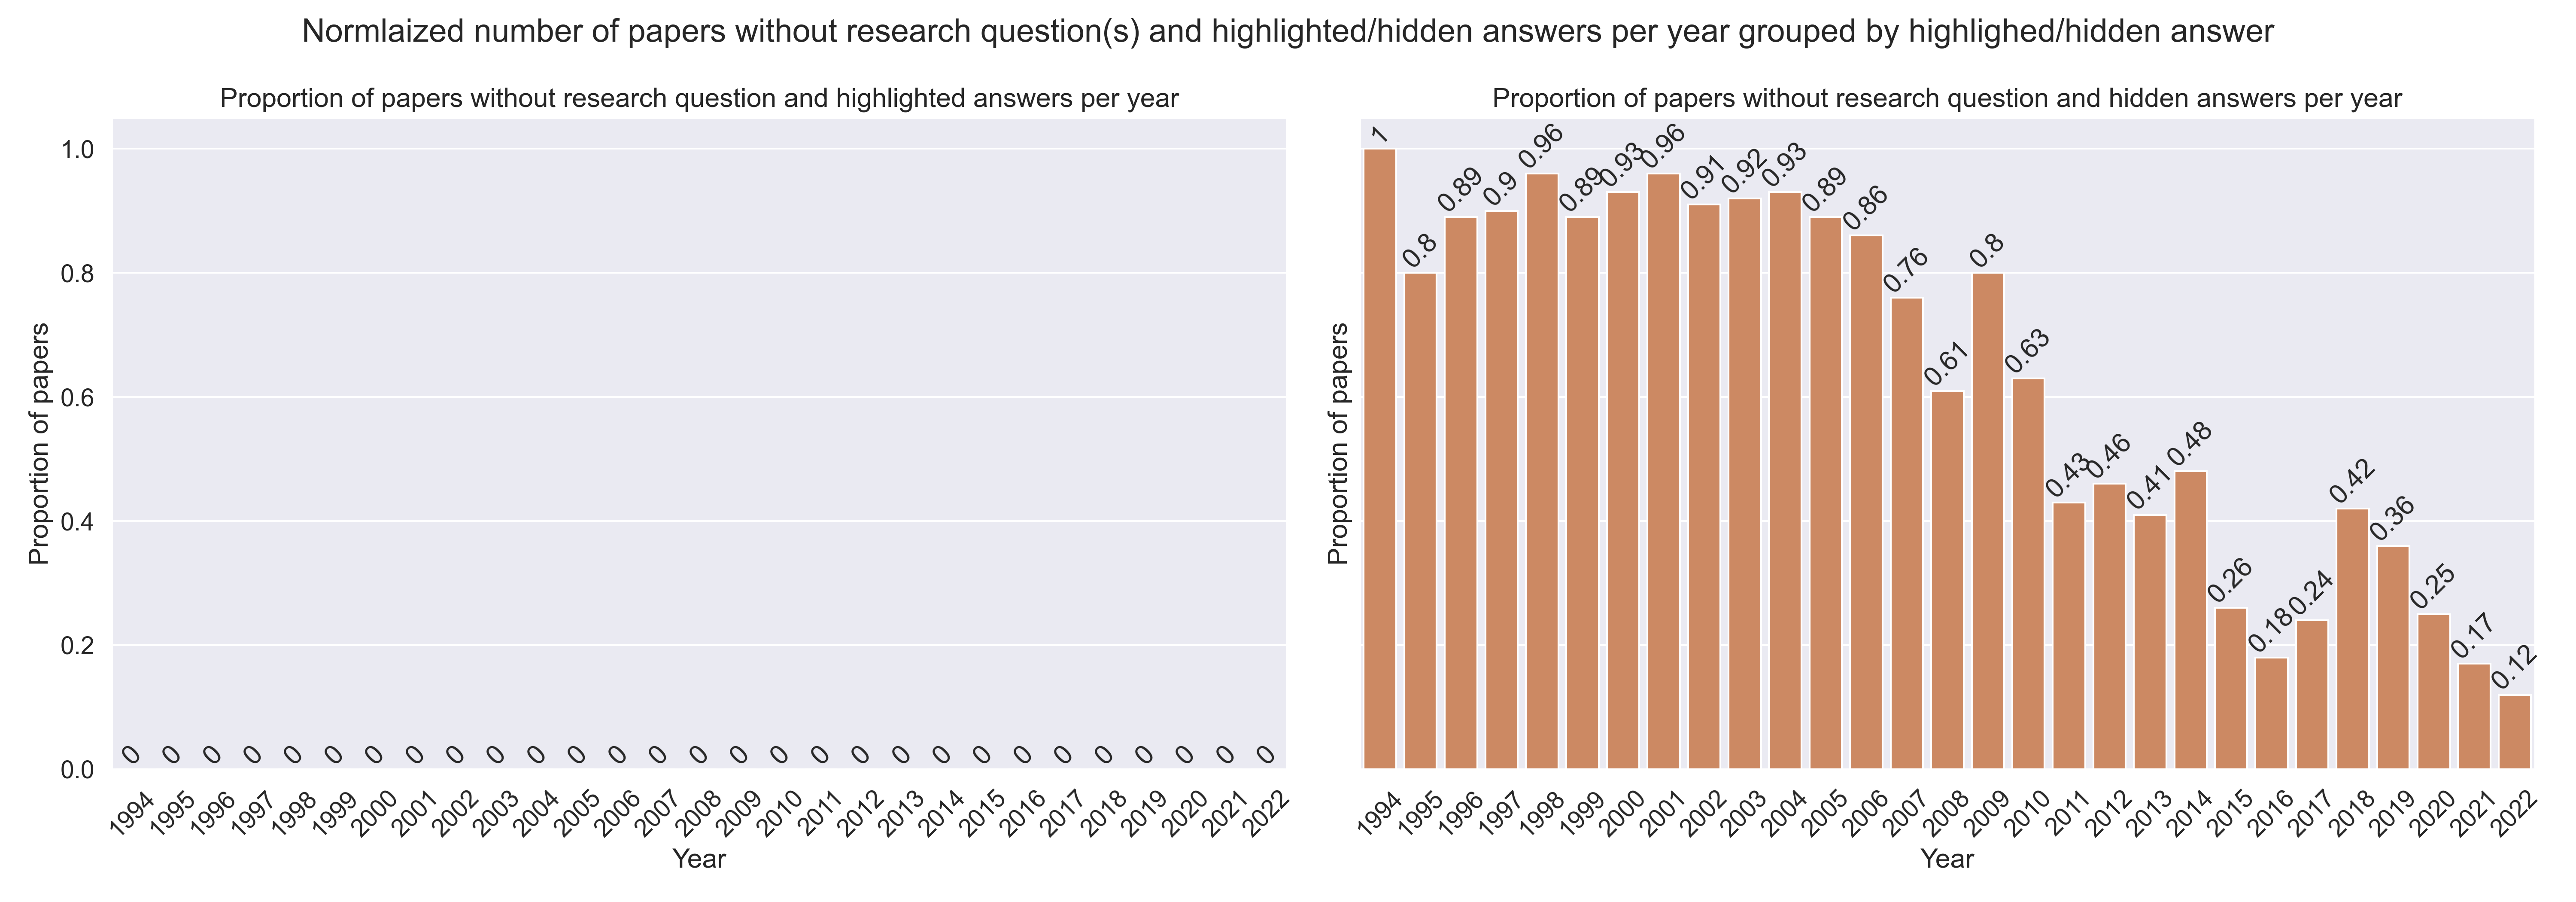 Normlaized number of papers without research question(s) and highlighted/hidden answers per year grouped by highlighed/hidden answer
Proportion of papers without research question and highlighted answers per year
Proportion of papers
1.0
0.8
0.6
0.4
0.2
0.0
0 0 0 0 0 0 0 0 0 0 0 0 0 0 0 0 0 0 0 0 0 0 0 0 0 0 0 0 0
1994 1995 1996 1997 1998 1999 2000 2001 2002 2003 2004 2005 2006 2007 2008 2009 2010 2011 2012 2013 2014 2015 2016 2017 2018 2019 2020 2021 2022
Year
Proportion of papers without research question and hidden answers per year
Proportion of papers
1 0.8 0.89 0.9 0.96 0.89 0.93 0.96 0.91 0.92 0.93 0.89 0.86 0.76 0.61 0.8 0.63 0.43 0.46 0.41 0.48 0.26 0.18 0.24 0.42 0.36 0.25 0.17 0.12
1994 1995 1996 1997 1998 1999 2000 2001 2002 2003 2004 2005 2006 2007 2008 2009 2010 2011 2012 2013 2014 2015 2016 2017 2018 2019 2020 2021 2022
Year